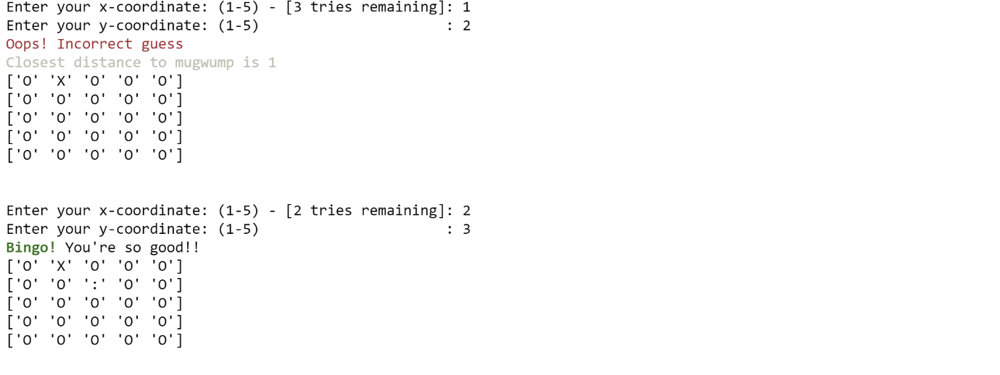 Enter your x-coordinate: (1-5) - [3 tries remaining]: 1
Enter your y-coordinate: (1-5)                      : 2
Oops! Incorrect guess
Closest distance to mugwump is 1
['O' 'X' 'O' 'O' 'O']
['O' 'O' 'O' 'O' 'O']
['O' 'O' 'O' 'O' 'O']
['O' 'O' 'O' 'O' 'O']
['O' 'O' 'O' 'O' 'O']
Enter your x-coordinate: (1-5) - [2 tries remaining]: 2
Enter your y-coordinate: (1-5)                      : 3
Bingo! You're so good!!
['O' 'X' 'O' 'O' 'O']
['O' 'O' ':' 'O' 'O']
['O' 'O' 'O' 'O' 'O']
['O' 'O' 'O' 'O' 'O']
['O' 'O' 'O' 'O' 'O']